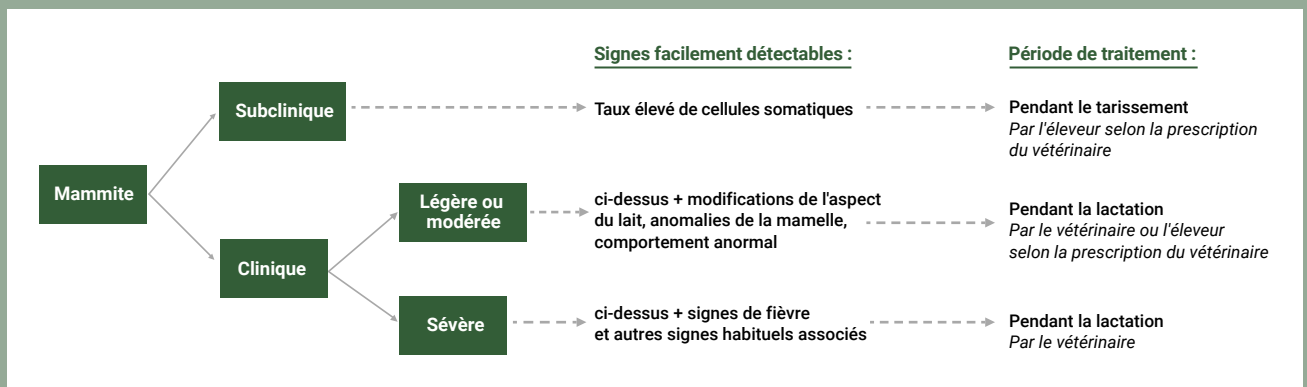 Signes facilement détectables :
Période de traitement :
Subclinique
Taux élevé de cellules somatiques
Pendant le tarissement
Par l'éleveur selon la prescription
du vétérinaire
Mammite
Légère ou
modérée
ci-dessus + modifications de l'aspect
du lait, anomalies de la mamelle,
comportement anormal
Pendant la lactation
Par le vétérinaire ou l'éleveur
selon la prescription du vétérinaire
Clinique
Sévère
ci-dessus + signes de fièvre
et autres signes habituels associés
Pendant la lactation
Par le vétérinaire